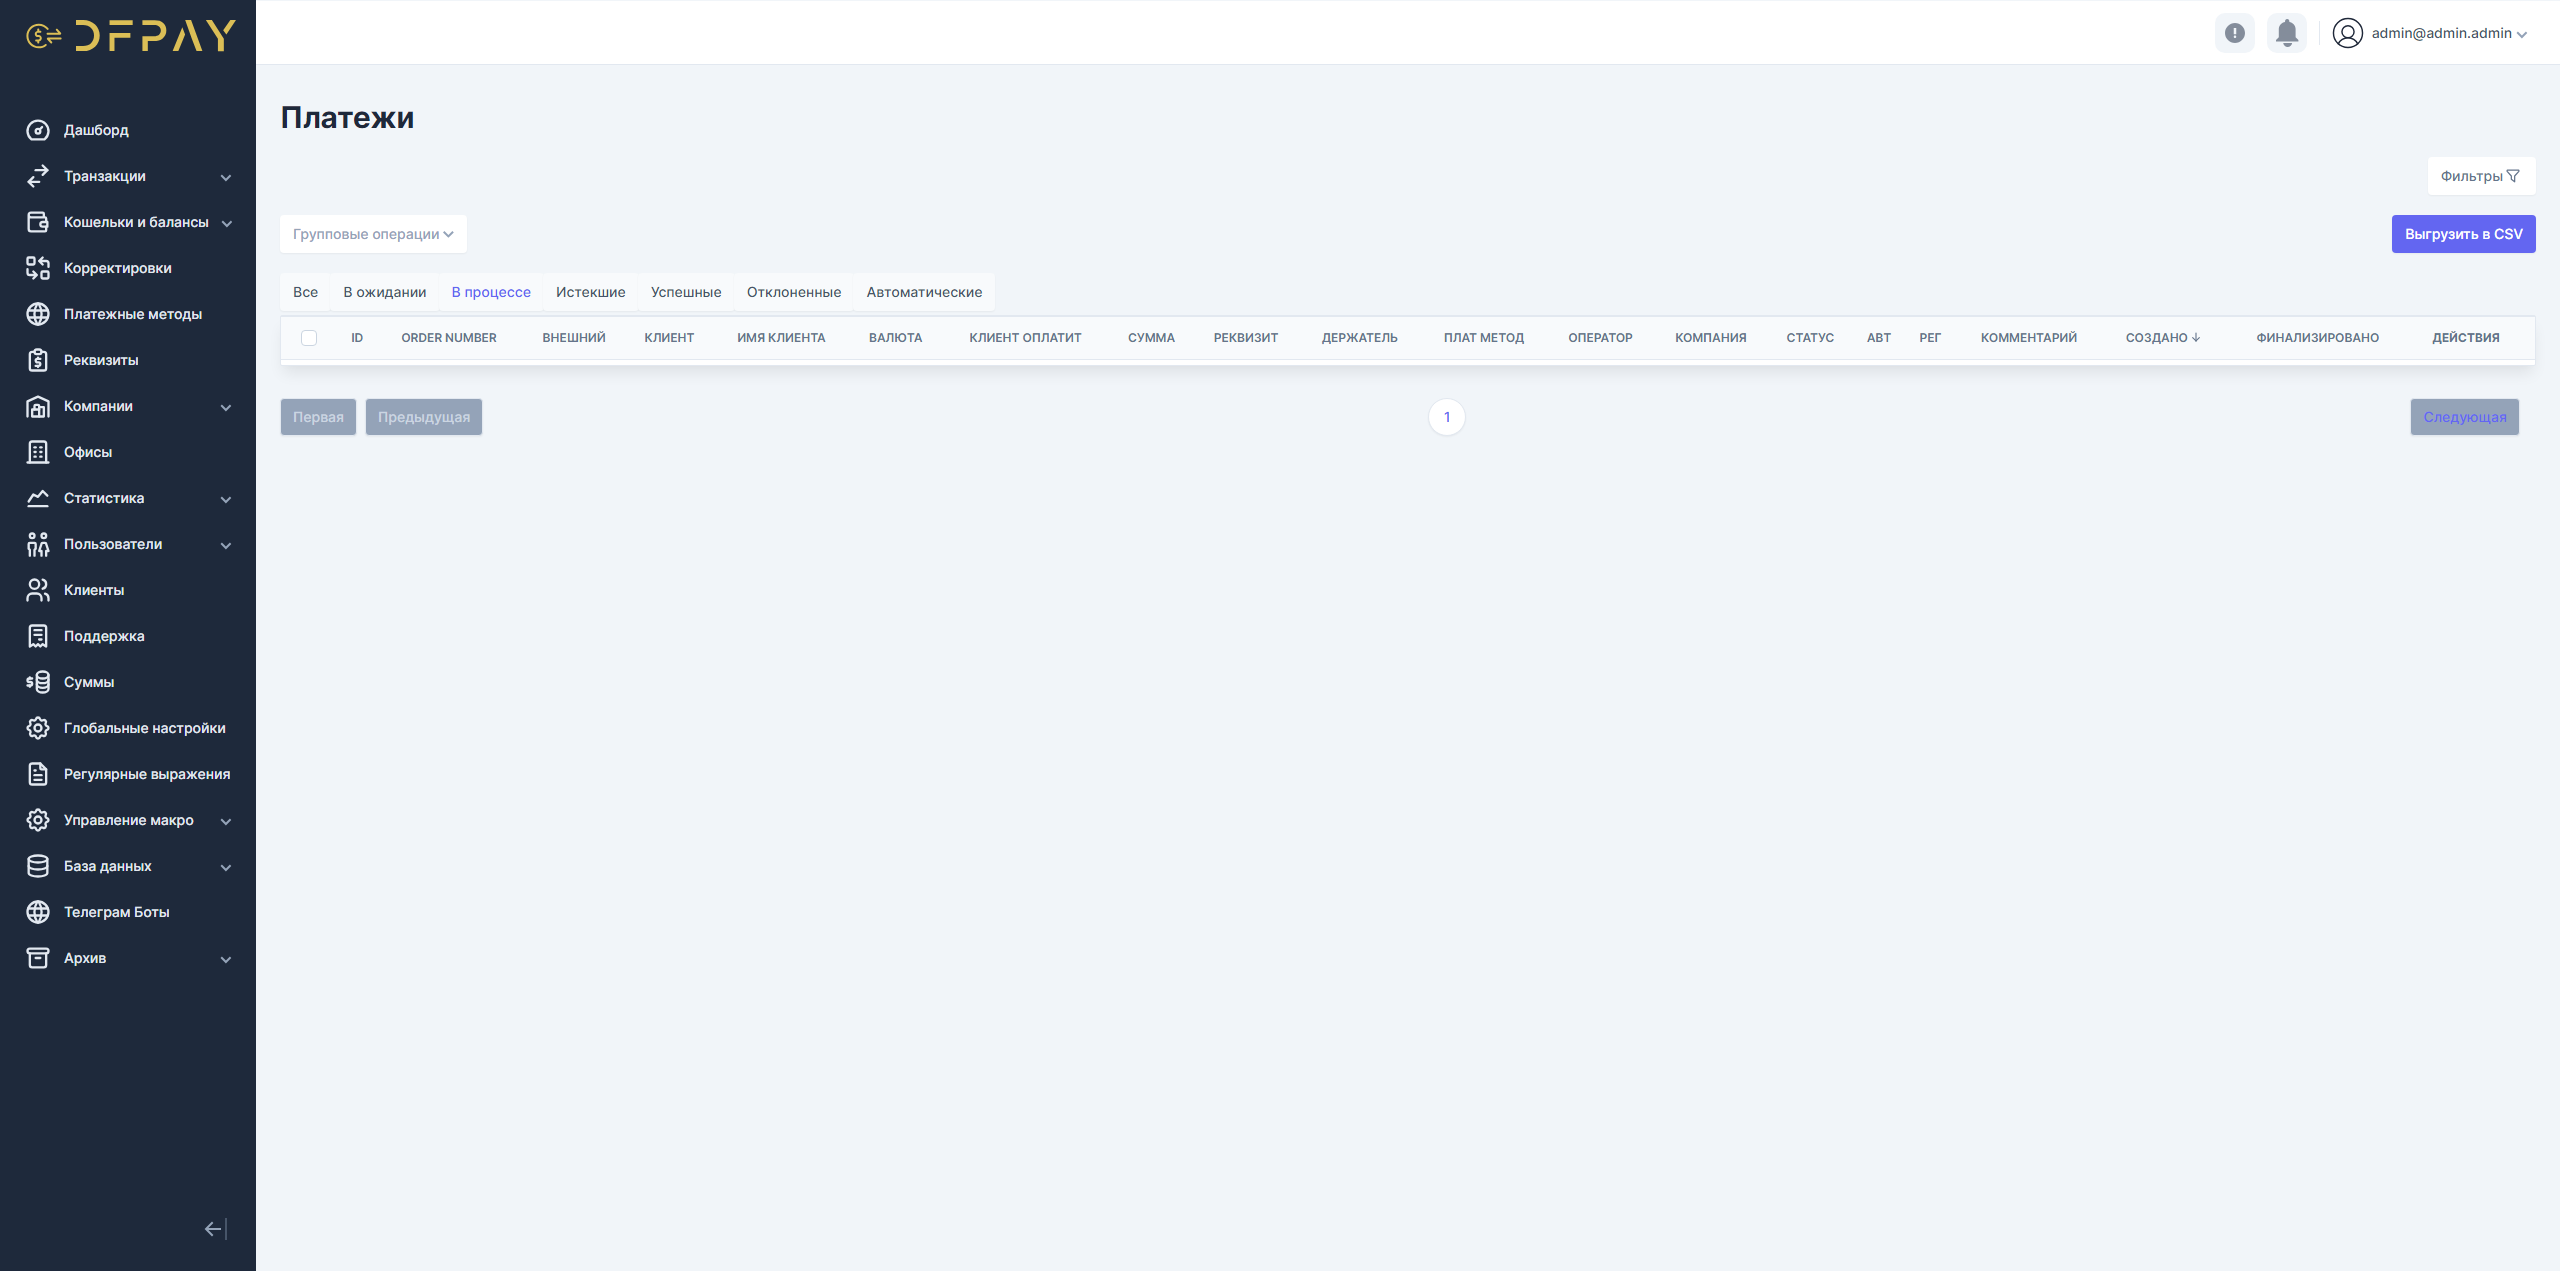 DFPAY
admin@admin.admin
Дашборд
Транзакции
Кошельки и балансы
Корректировки
Платежные методы
Реквизиты
Компании
Офисы
Статистика
Пользователи
Клиенты
Поддержка
Суммы
Глобальные настройки
Регулярные выражения
Управление макро
База данных
Телеграм Боты
Архив
Платежи
Фильтры
Групповые операции
Выгрузить в CSV
Все В ожидании В процессе Истекшие Успешные Отклоненные Автоматические
ID ORDER NUMBER ВНЕШНИЙ КЛИЕНТ ИМЯ КЛИЕНТА ВАЛЮТА КЛИЕНТ ОПЛАТИТ СУММА РЕКВИЗИТ ДЕРЖАТЕЛЬ ПЛАТ МЕТОД ОПЕРАТОР КОМПАНИЯ СТАТУС АВТ РЕГ КОММЕНТАРИЙ СОЗДАНО ↓ ФИНАЛИЗИРОВАНО ДЕЙСТВИЯ
Первая Предыдущая 1 Следующая